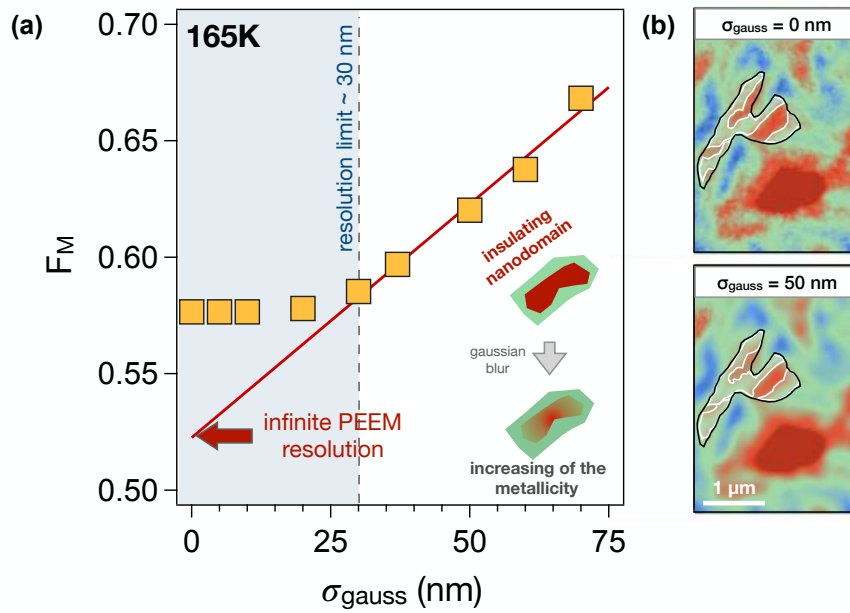 (a)
165K
resolution limit ~ 30 nm
0.70
0.65
0.60
0.55
0.50
F_M
insulating
nanodomain
gaussian
blur
increasing of the
metallicity
infinite PEEM
resolution
0
25
50
75
σgauss (nm)
(b)
σgauss = 0 nm
σgauss = 50 nm
1 µm